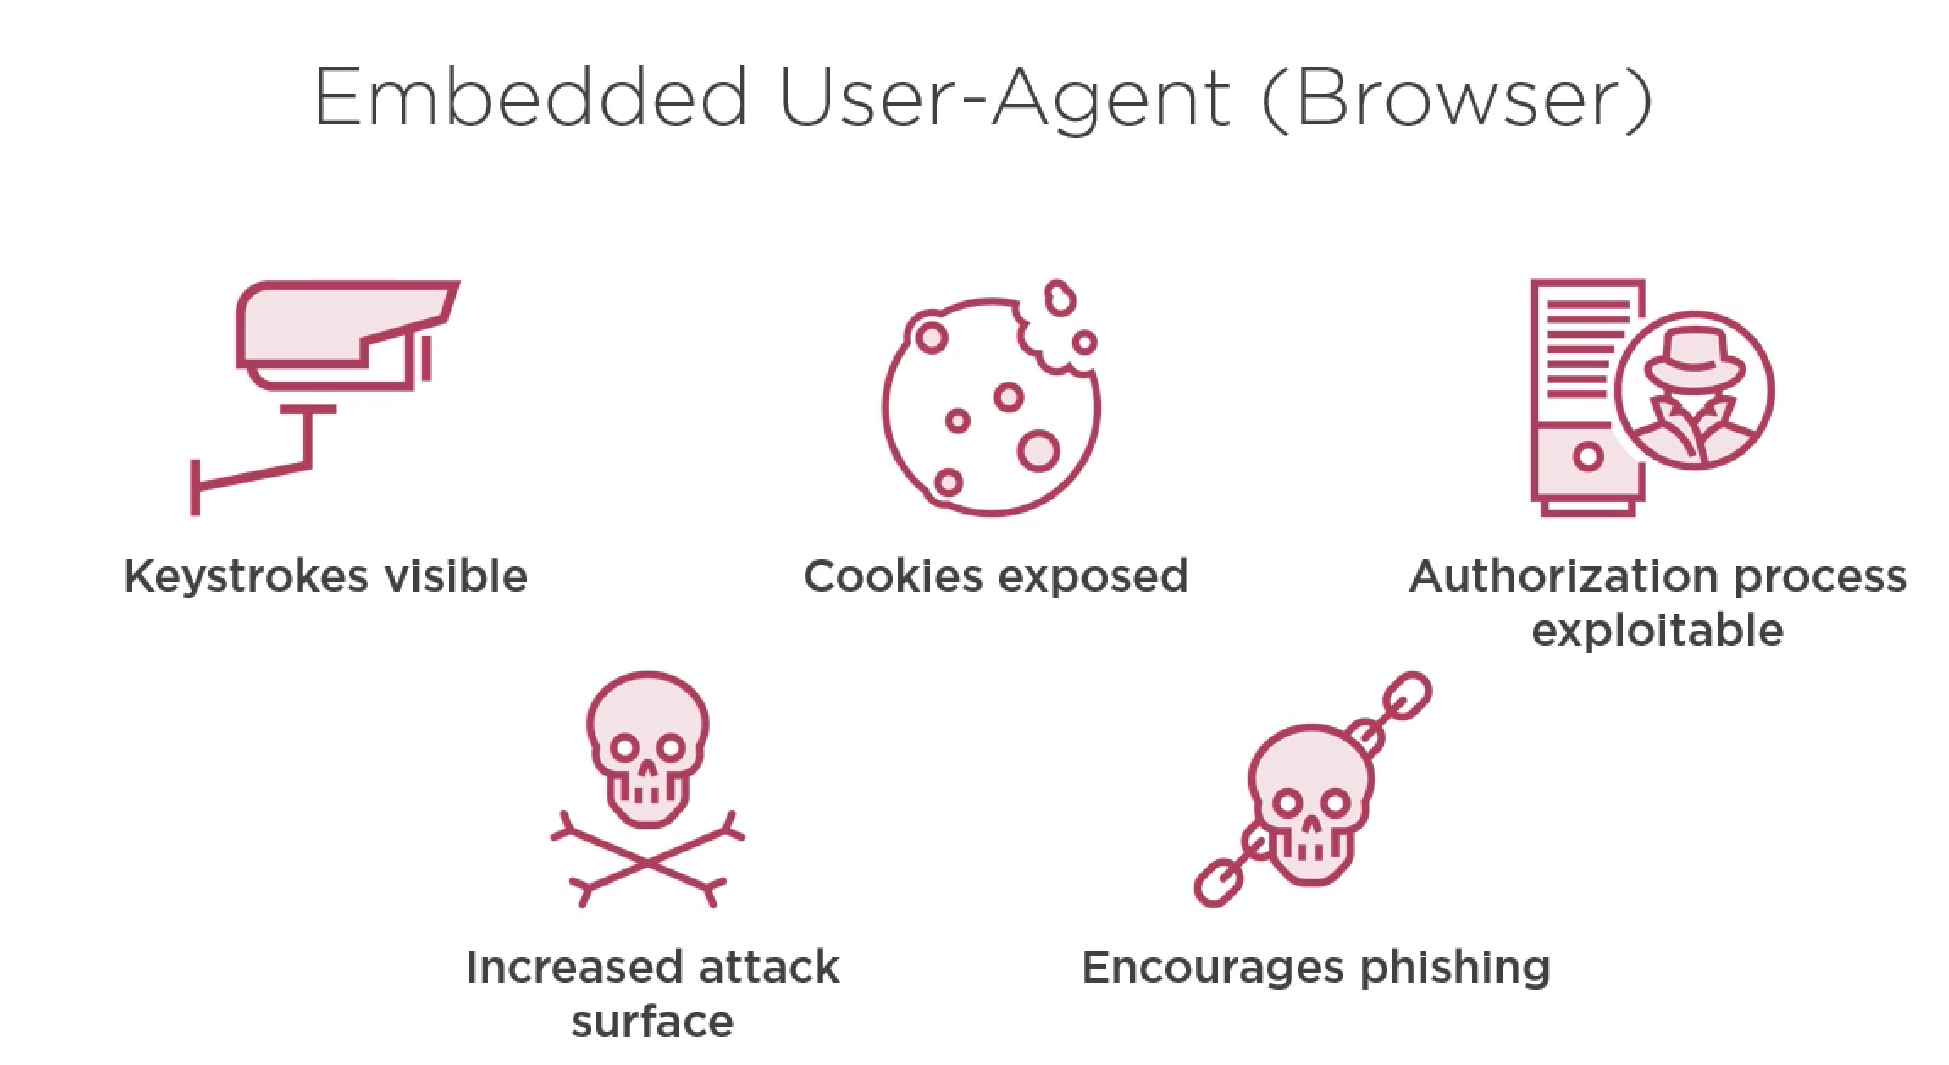 Embedded User-Agent (Browser)
Keystrokes visible
Cookies exposed
Authorization process
exploitable
Increased attack
surface
Encourages phishing